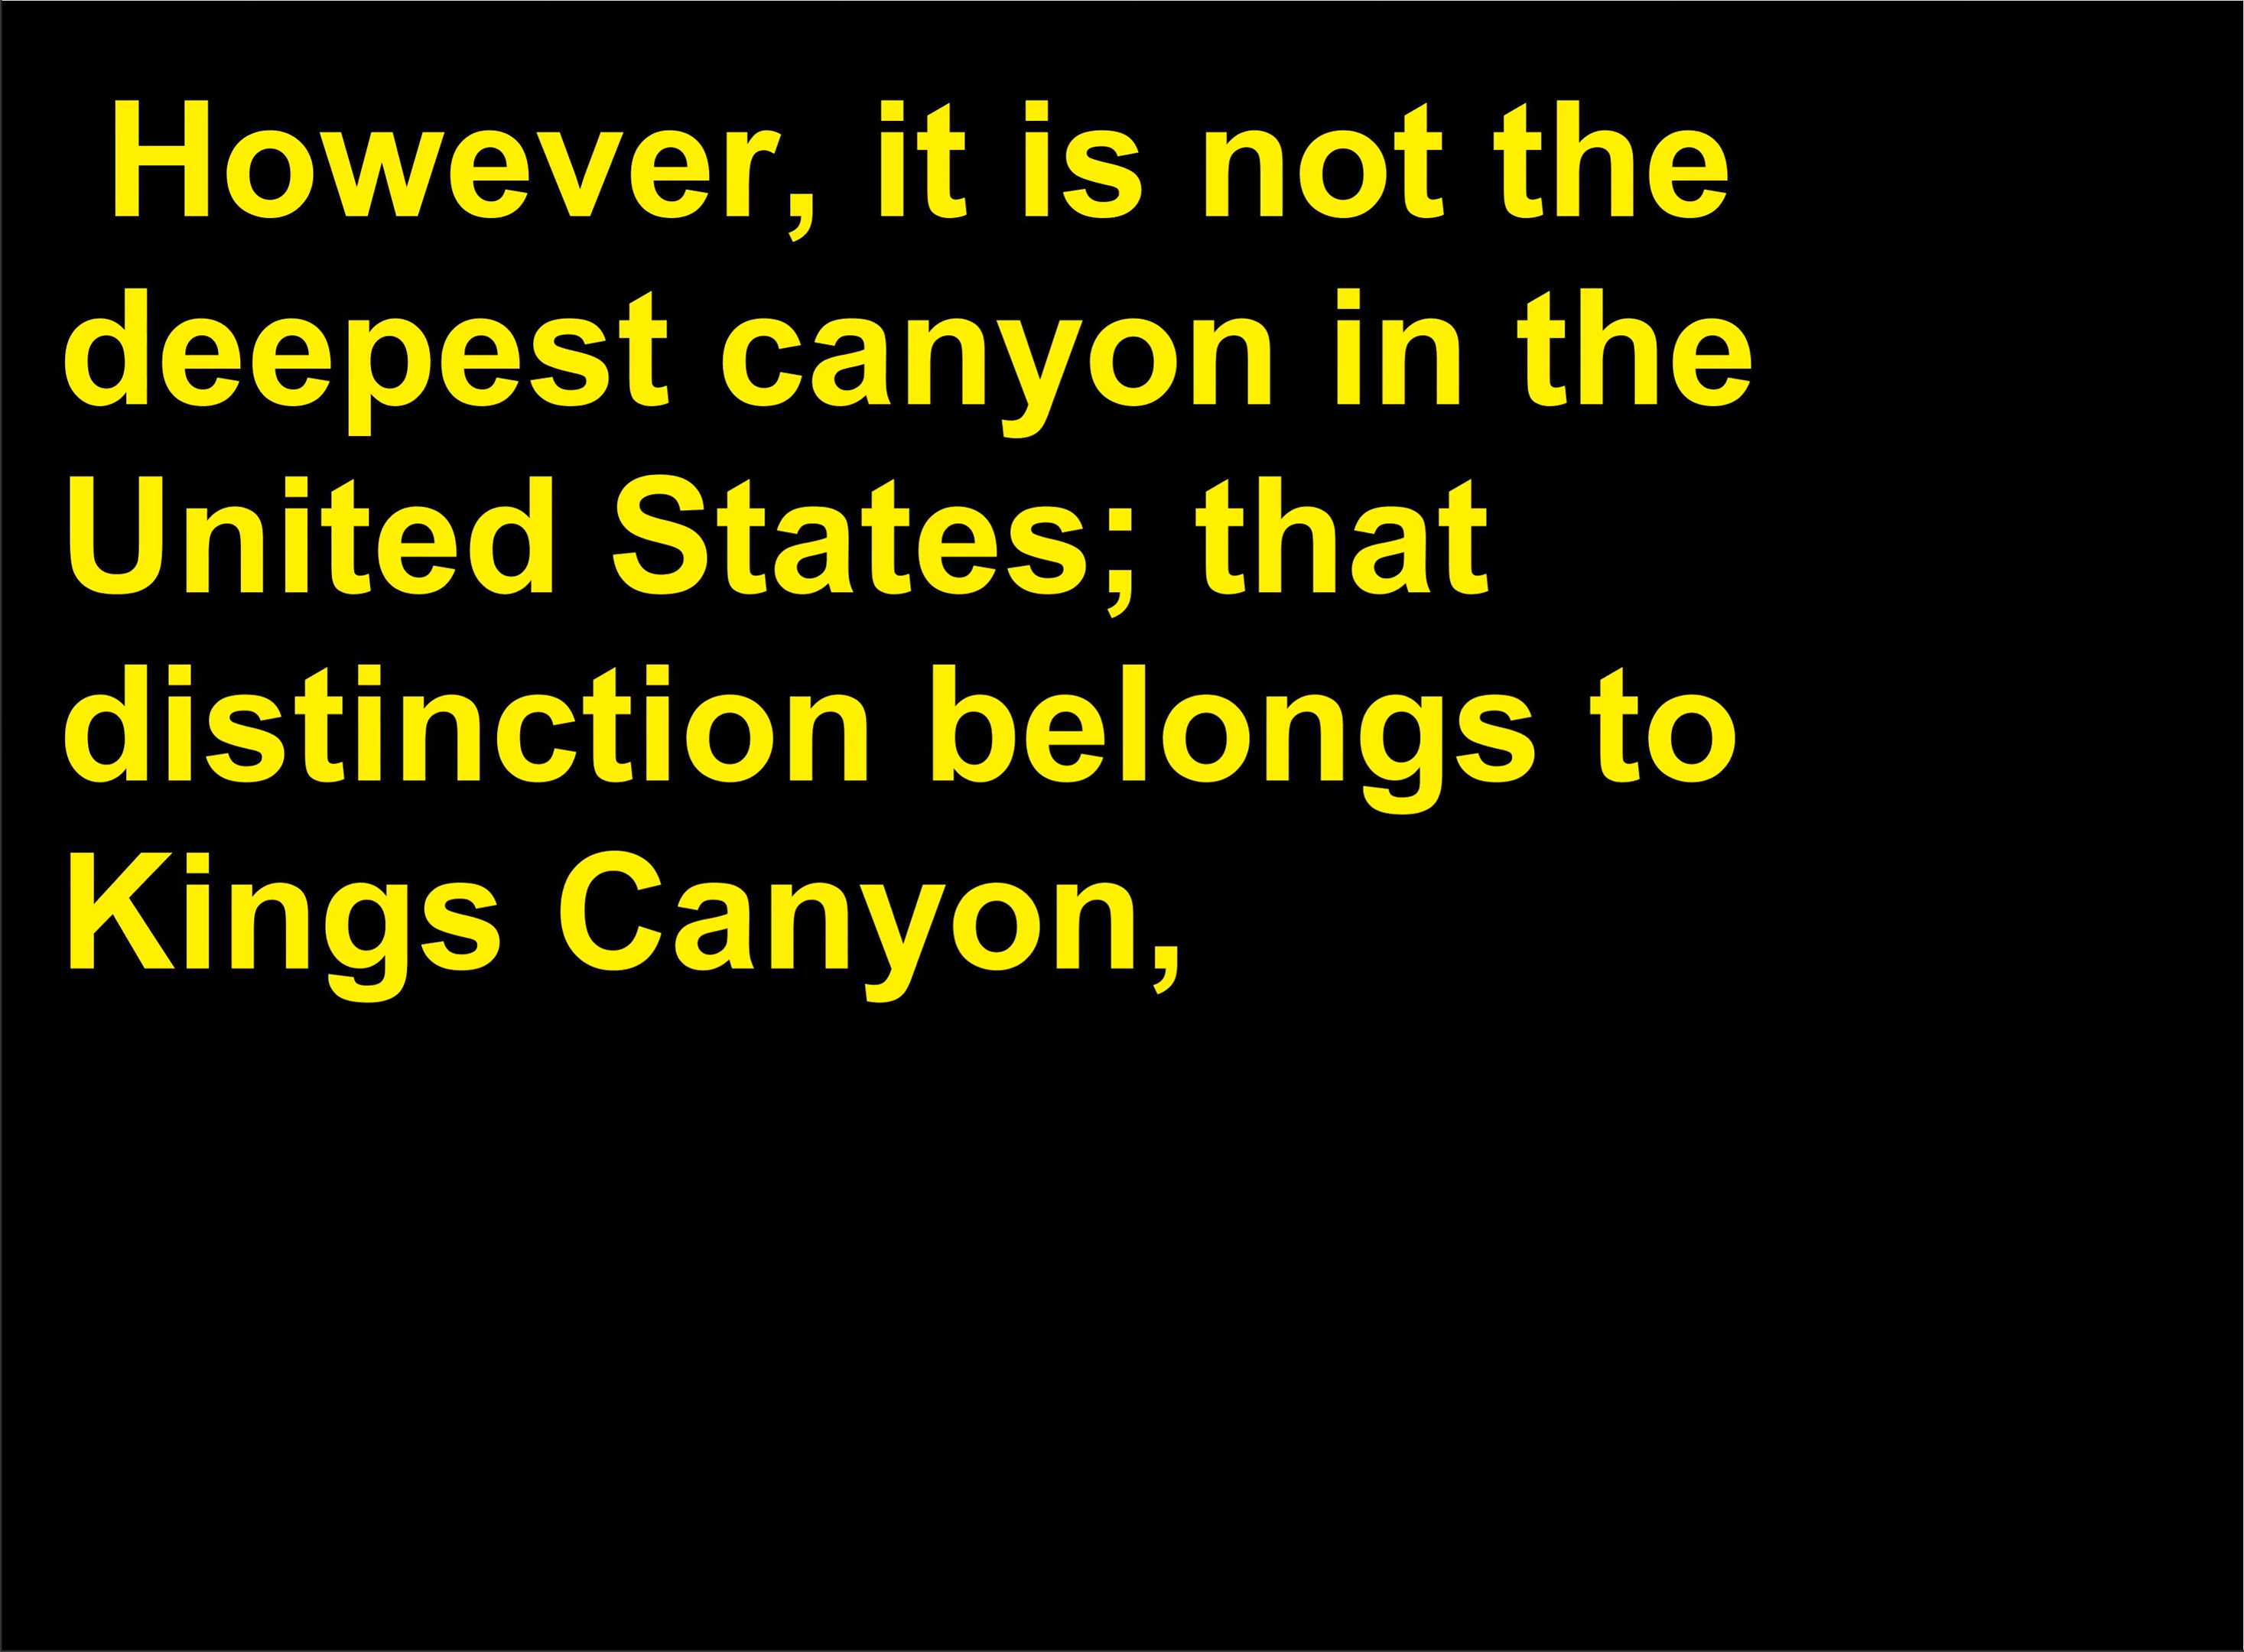 However, it is not the
deepest canyon in the
United States; that
distinction belongs to
Kings Canyon,